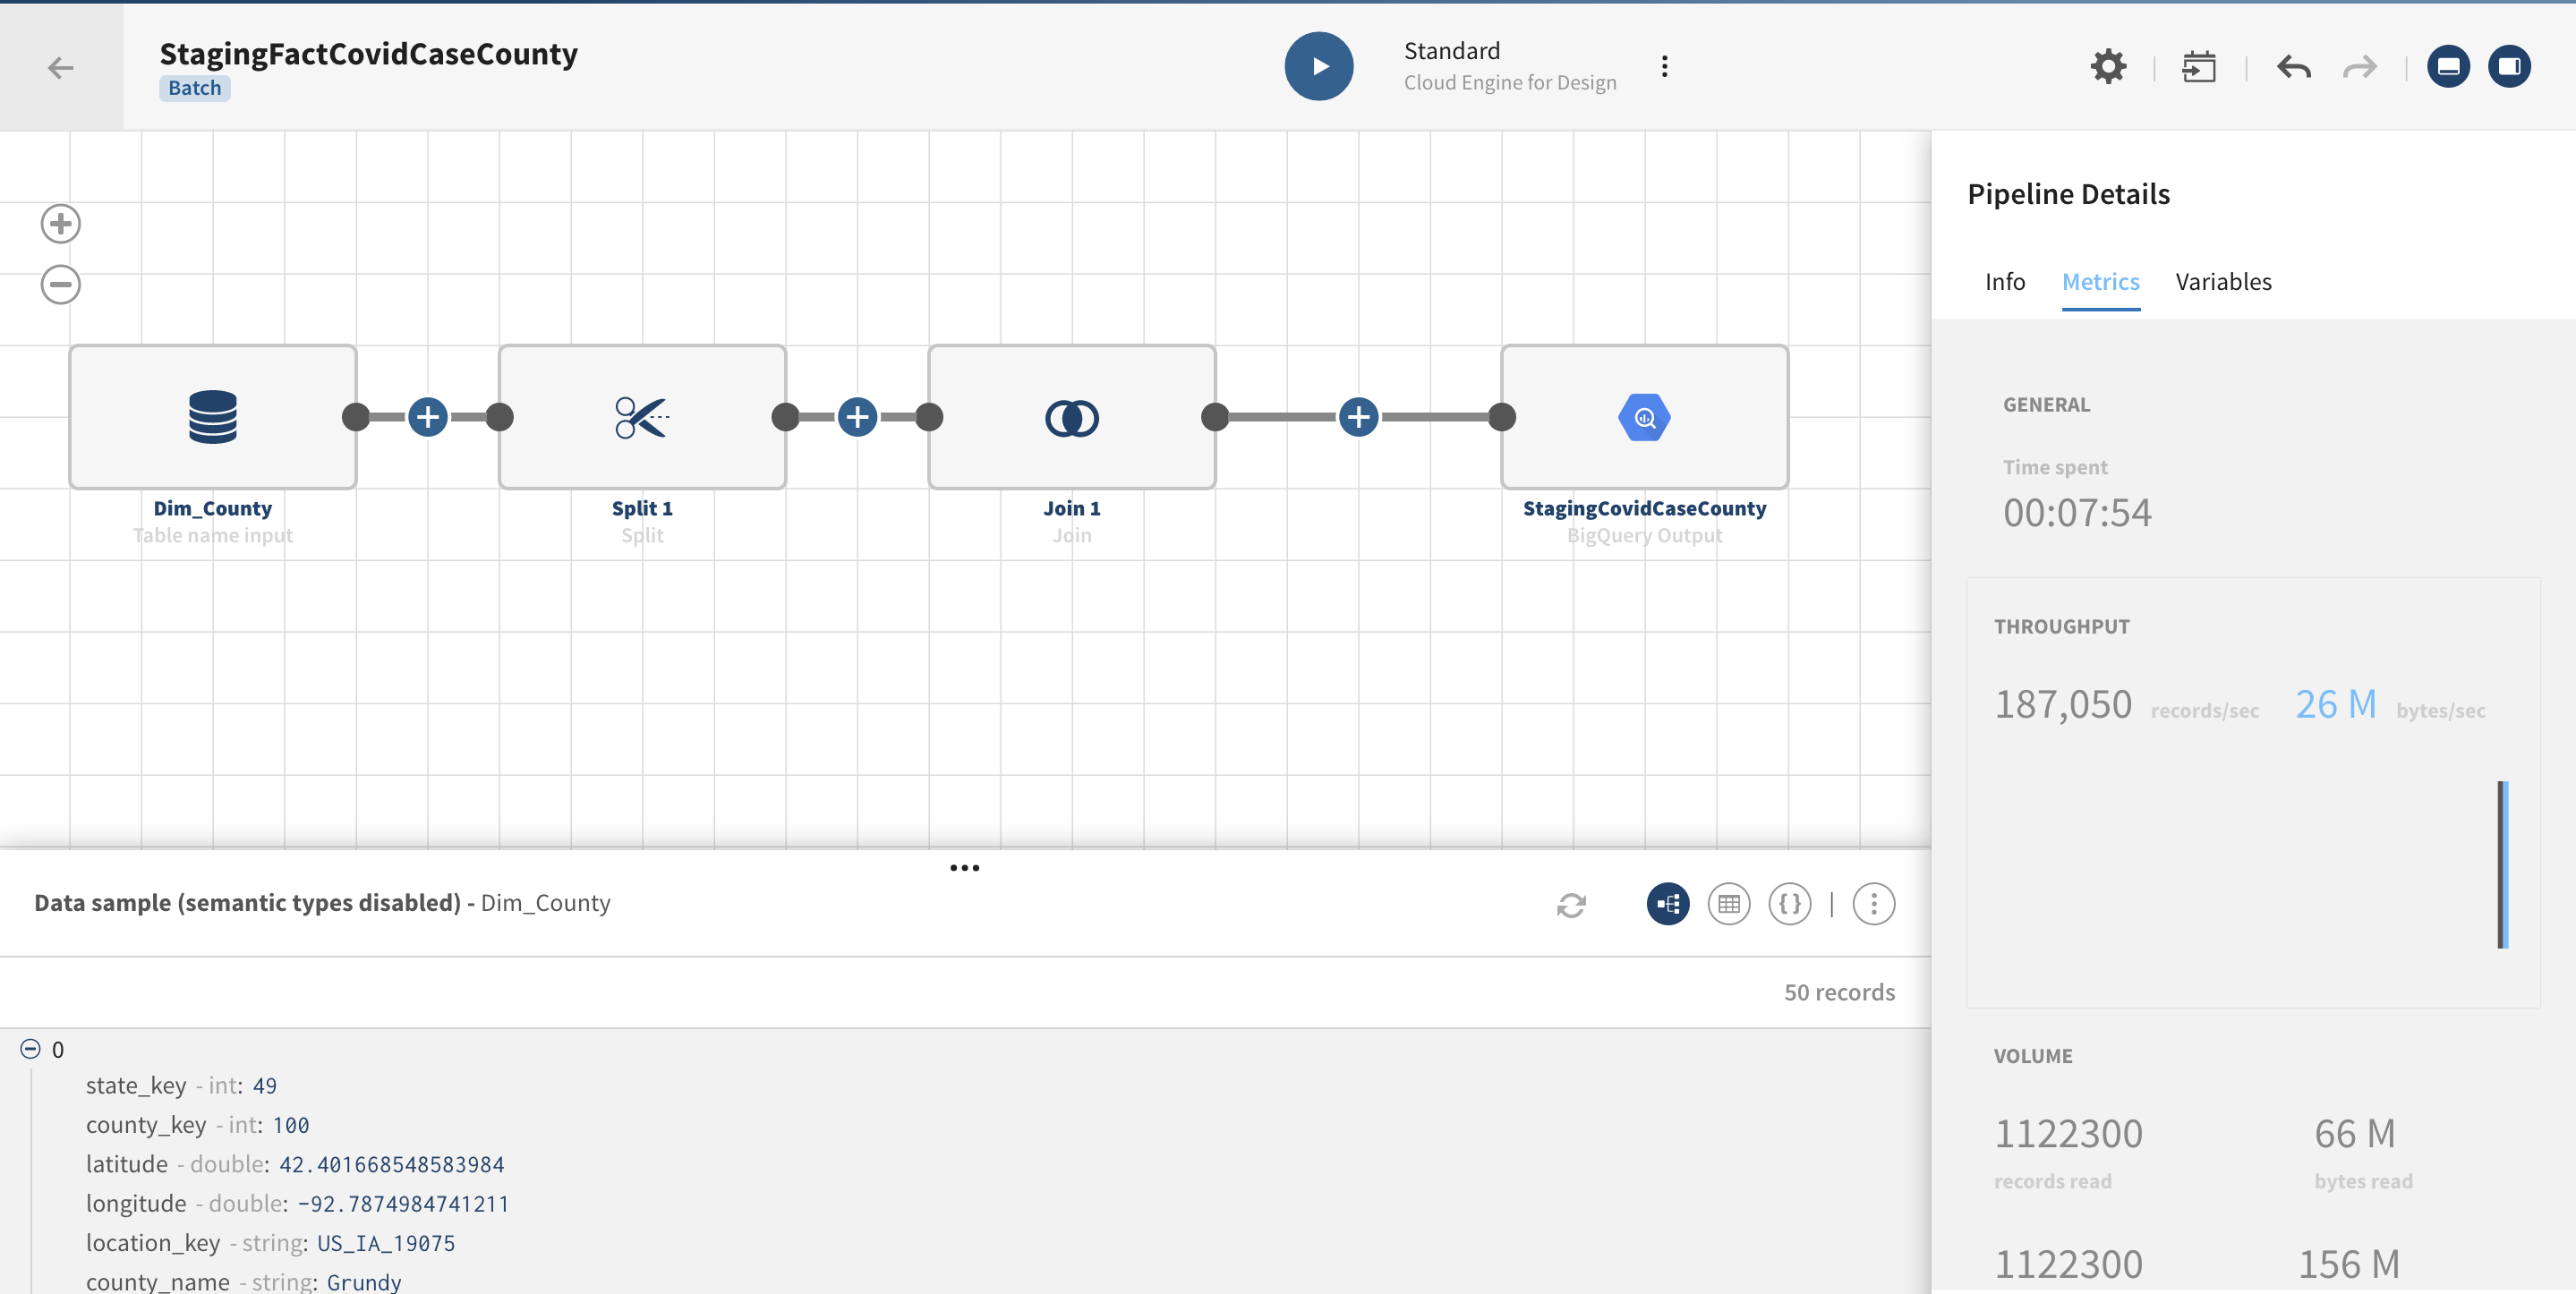 StagingFactCovidCaseCounty
Batch
Standard
Cloud Engine for Design
Dim_County
Table name input
Split 1
Split
Join 1
Join
StagingCovidCaseCounty
BigQuery Output
Pipeline Details
Info Metrics Variables
GENERAL
Time spent
00:07:54
THROUGHPUT
187,050 records/sec 26 M bytes/sec
VOLUME
1122300 66 M
records read bytes read
1122300 156 M
Data sample (semantic types disabled) - Dim_County
50 records
0
state_key - int: 49
county_key - int: 100
latitude - double: 42.401668548583984
longitude - double: -92.7874984741211
location_key - string: US_IA_19075
county_name - string: Grundy